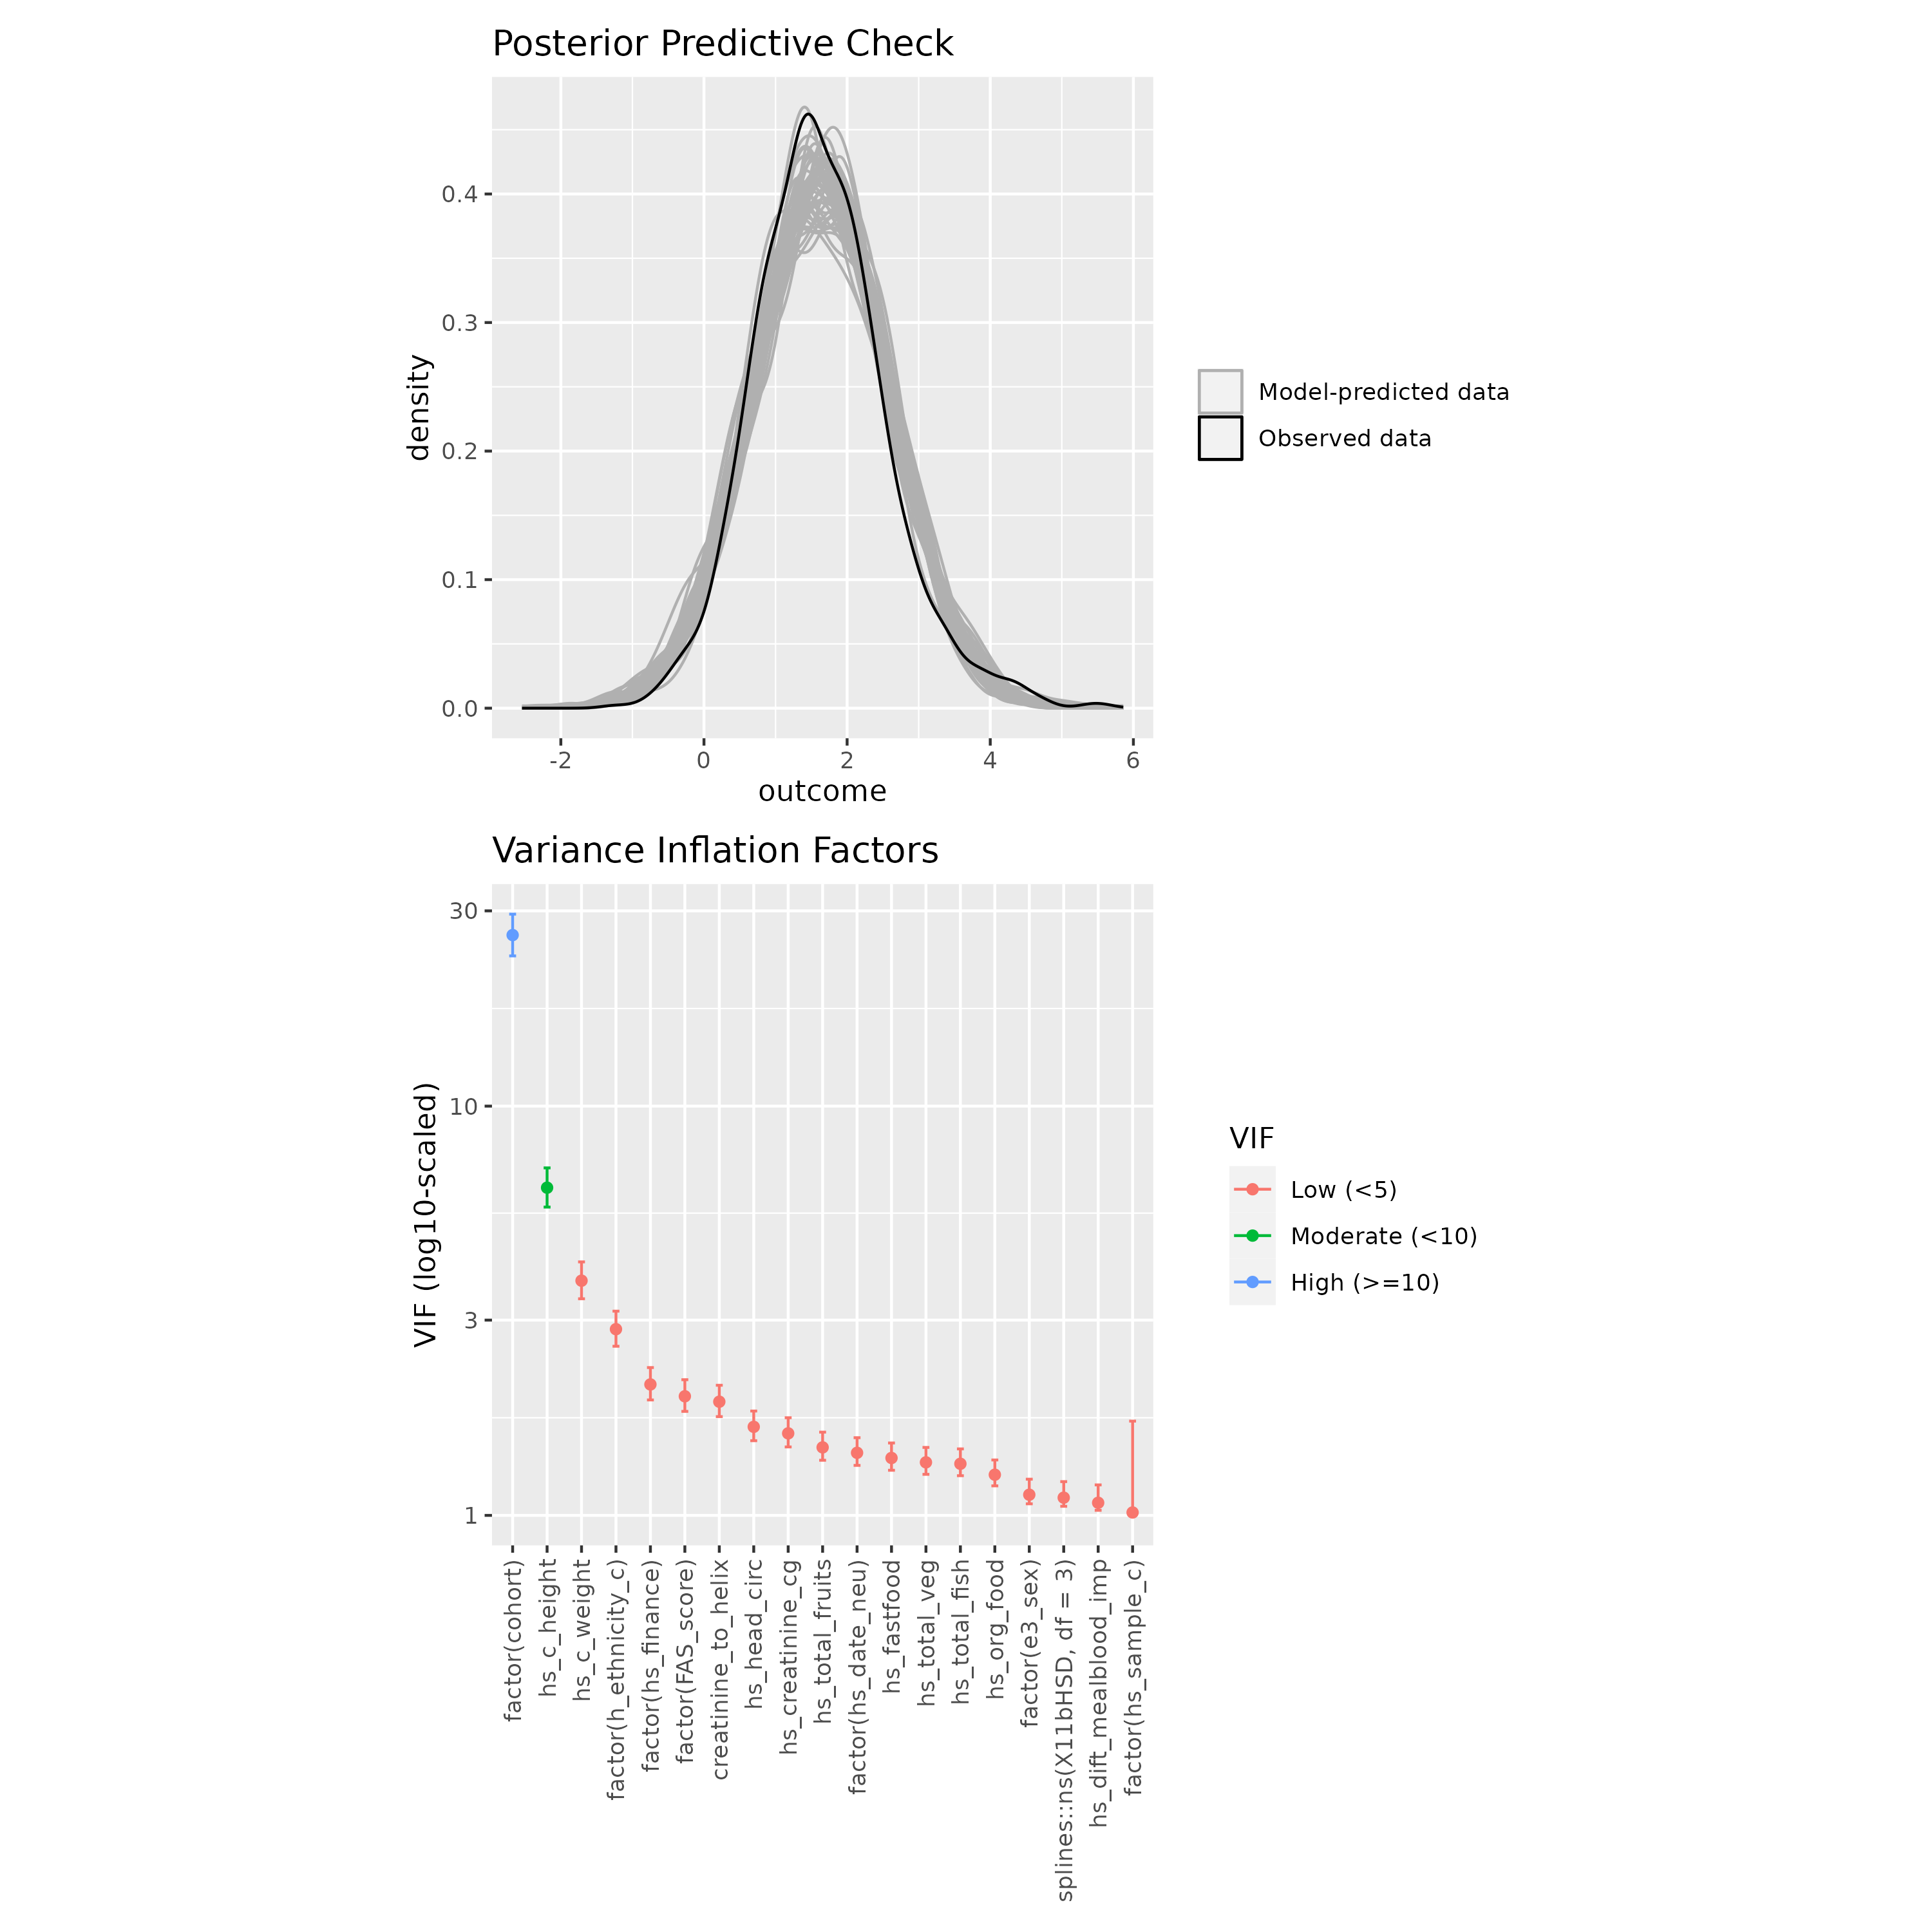 Posterior Predictive Check
density
0.4
0.3
0.2
0.1
0.0
-2
0
2
4
6
outcome
Model-predicted data
Observed data
Variance Inflation Factors
VIF (log10-scaled)
30
10
3
1
factor(cohort)
hs_c_height
hs_c_weight
factor(h_ethnicity_c)
factor(hs_finance)
factor(FAS_score)
creatinine_to_helix
hs_head_circ
hs_creatinine_cg
hs_total_fruits
factor(hs_date_neu)
hs_fastfood
hs_total_veg
hs_total_fish
hs_org_food
factor(e3_sex)
splines::ns(X11bHSD, df = 3)
hs_dift_mealblood_imp
factor(hs_sample_c)
VIF
Low (<5)
Moderate (<10)
High (>=10)